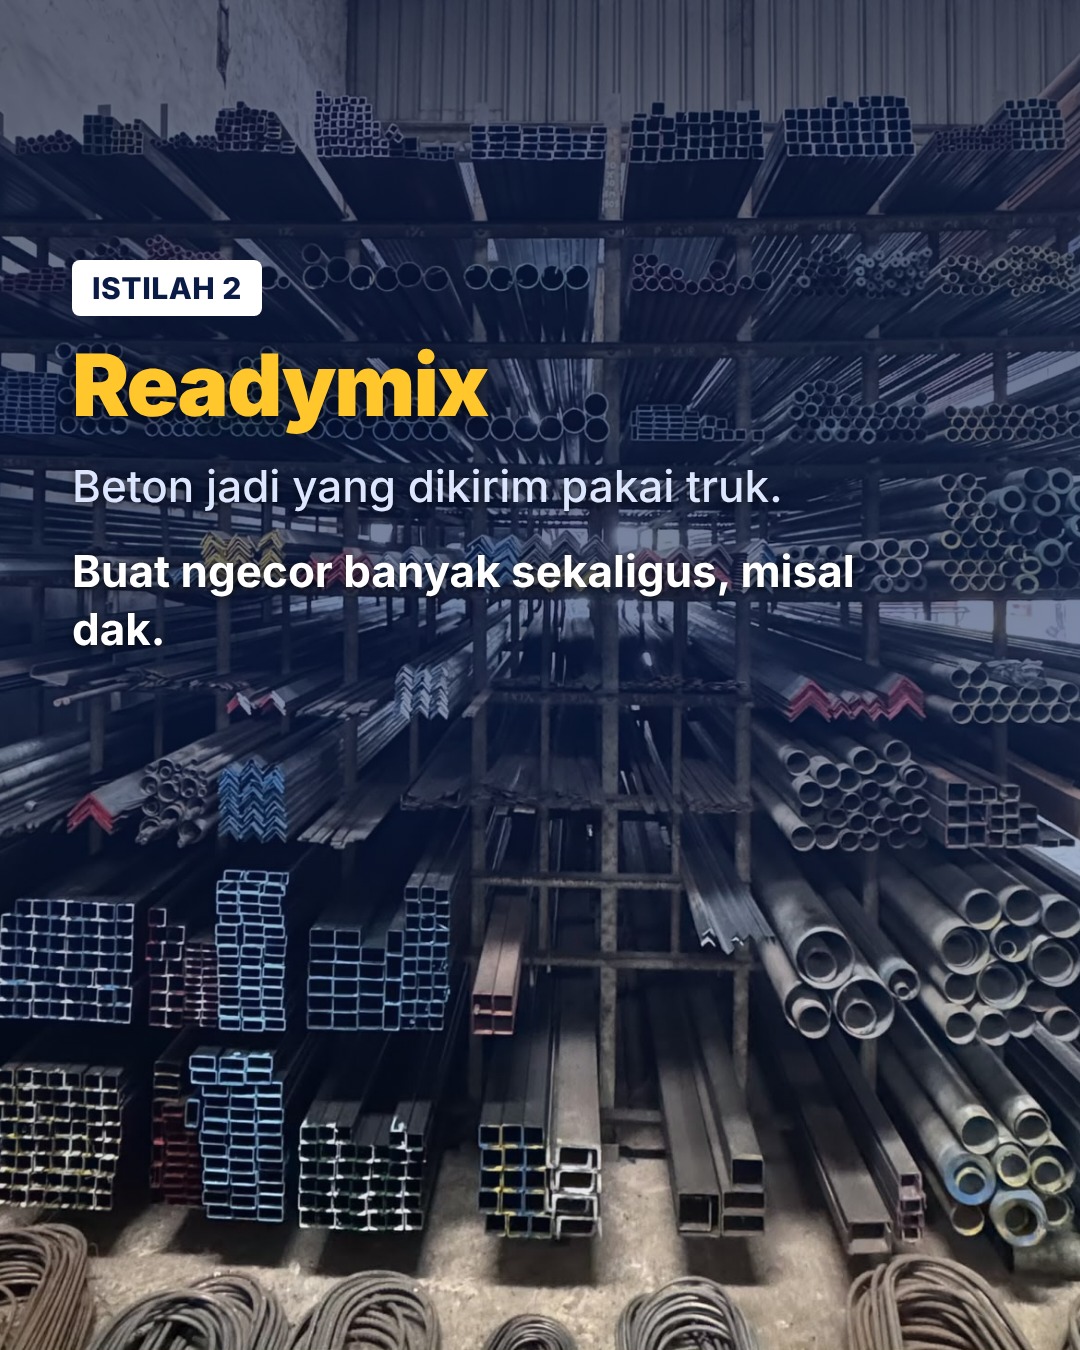 ISTILAH 2
Readymix
Beton jadi yang dikirim pakai truk.
Buat ngecor banyak sekaligus, misal
dak.